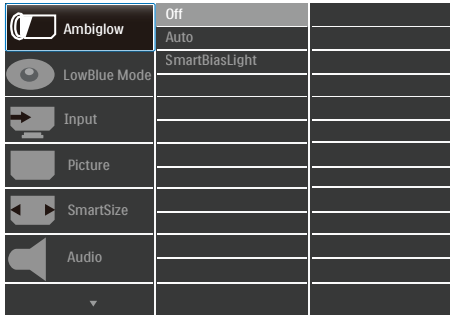 Ambiglow
LowBlue Mode
Input
Picture
SmartSize
Audio
Off
Auto
SmartBiasLight